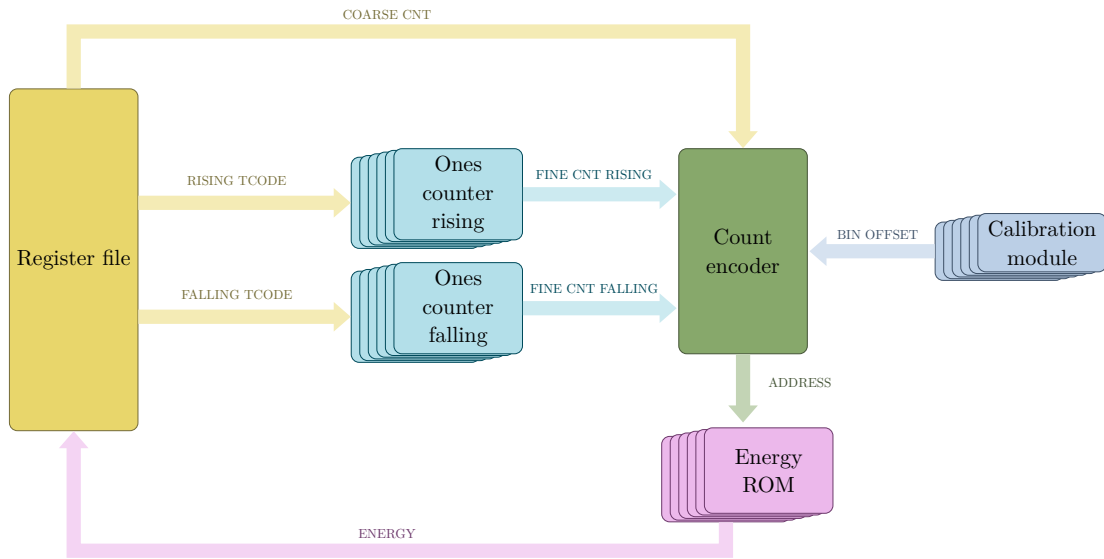 COARSE CNT
Register file
RISING TCODE
Ones
counter
rising
FINE CNT RISING
FALLING TCODE
Ones
counter
falling
FINE CNT FALLING
Count
encoder
BIN OFFSET
Calibration
module
ADDRESS
Energy
ROM
ENERGY